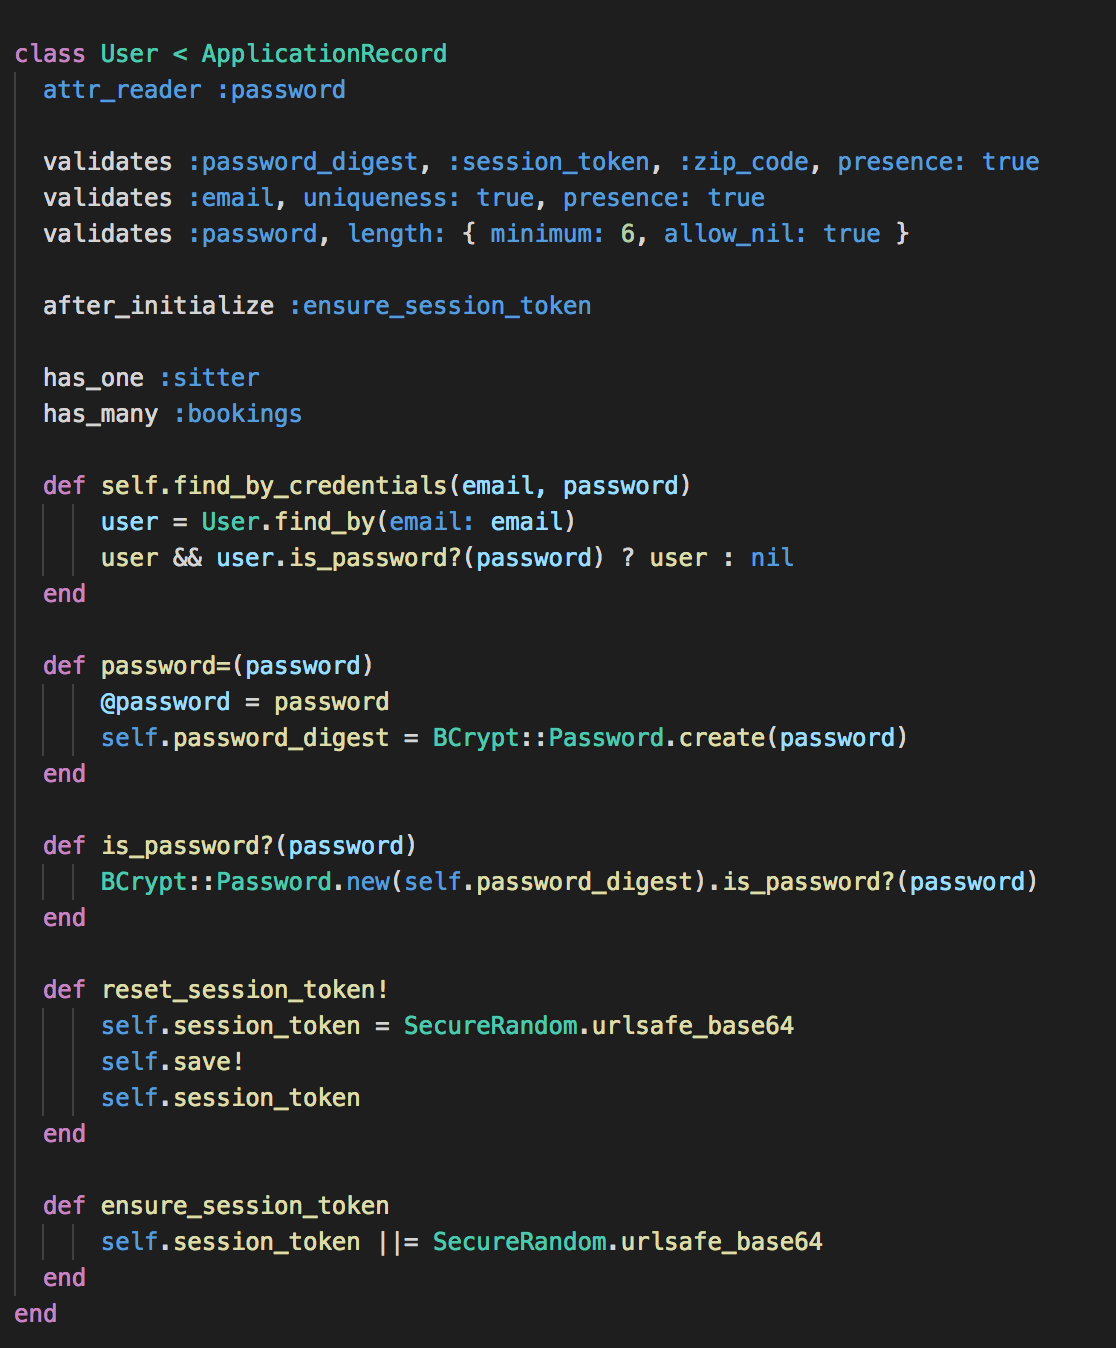 class User < ApplicationRecord
  attr_reader :password

  validates :password_digest, :session_token, :zip_code, presence: true
  validates :email, uniqueness: true, presence: true
  validates :password, length: { minimum: 6, allow_nil: true }

  after_initialize :ensure_session_token

  has_one :sitter
  has_many :bookings

  def self.find_by_credentials(email, password)
      user = User.find_by(email: email)
      user && user.is_password?(password) ? user : nil
  end

  def password=(password)
      @password = password
      self.password_digest = BCrypt::Password.create(password)
  end

  def is_password?(password)
      BCrypt::Password.new(self.password_digest).is_password?(password)
  end

  def reset_session_token!
      self.session_token = SecureRandom.urlsafe_base64
      self.save!
      self.session_token
  end

  def ensure_session_token
      self.session_token ||= SecureRandom.urlsafe_base64
  end
end